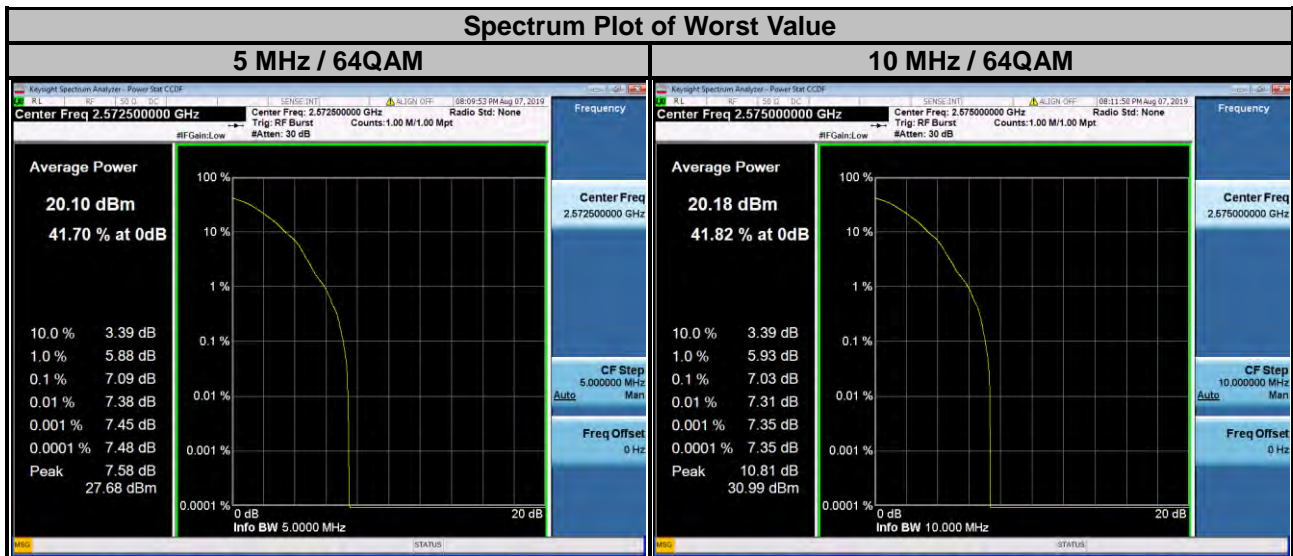 Spectrum Plot of Worst Value
5 MHz / 64QAM
10 MHz / 64QAM
Keysight Spectrum Analyzer - Power Stat CCDF
RL RF 50 Ω DC SENSE:INT ALIGN OFF 08:09:53 PM Aug 07, 2019
Center Freq 2.572500000 GHz
Center Freq: 2.572500000 GHz Radio Std: None
Trig: RF Burst Counts:1.00 M/1.00 Mpt
#IFGain:Low #Atten: 30 dB
Frequency
Average Power
20.10 dBm
41.70 % at 0dB
10.0 % 3.39 dB
1.0 % 5.88 dB
0.1 % 7.09 dB
0.01 % 7.38 dB
0.001 % 7.45 dB
0.0001 % 7.48 dB
Peak 7.58 dB
27.68 dBm
100 %
10 %
1 %
0.1 %
0.01 %
0.001 %
0.0001 %
0 dB 20 dB
Info BW 5.0000 MHz
Center Freq
2.572500000 GHz
CF Step
5.000000 MHz
Auto Man
Freq Offset
0 Hz
MSG STATUS
Keysight Spectrum Analyzer - Power Stat CCDF
RL RF 50 Ω DC SENSE:INT ALIGN OFF 08:11:50 PM Aug 07, 2019
Center Freq 2.575000000 GHz
Center Freq: 2.575000000 GHz Radio Std: None
Trig: RF Burst Counts:1.00 M/1.00 Mpt
#IFGain:Low #Atten: 30 dB
Frequency
Average Power
20.18 dBm
41.82 % at 0dB
10.0 % 3.39 dB
1.0 % 5.93 dB
0.1 % 7.03 dB
0.01 % 7.31 dB
0.001 % 7.35 dB
0.0001 % 7.35 dB
Peak 10.81 dB
30.99 dBm
100 %
10 %
1 %
0.1 %
0.01 %
0.001 %
0.0001 %
0 dB 20 dB
Info BW 10.000 MHz
Center Freq
2.575000000 GHz
CF Step
10.000000 MHz
Auto Man
Freq Offset
0 Hz
MSG STATUS